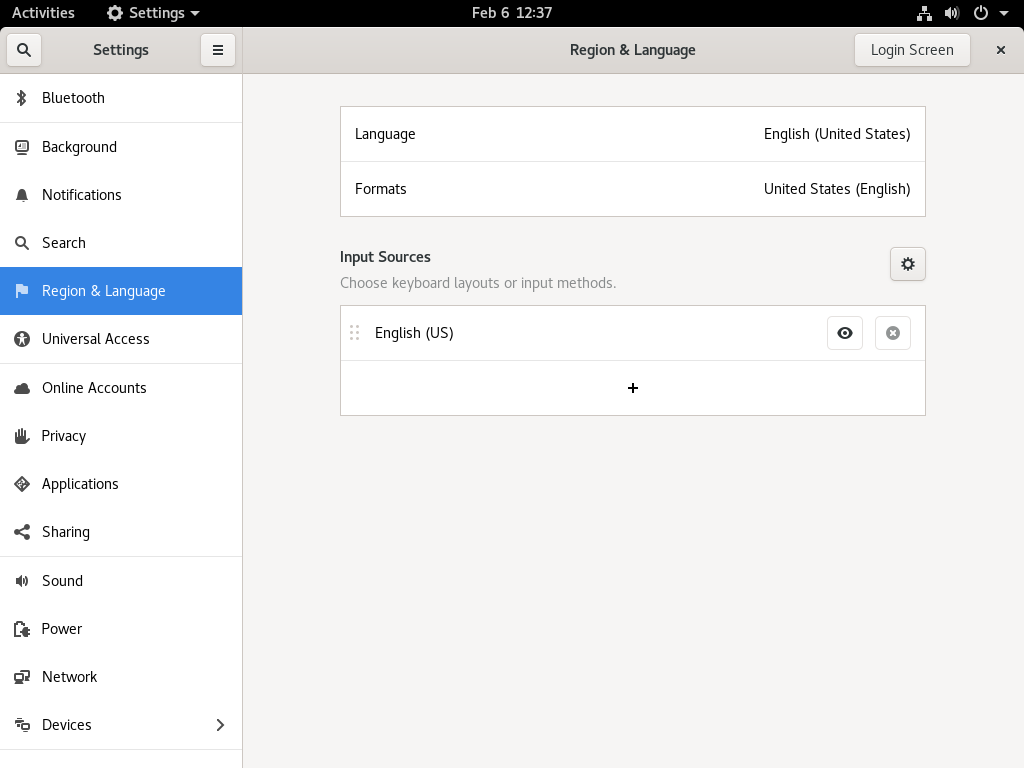 Activities
Settings
Feb 6 12:37
Settings
Region & Language
Login Screen
Bluetooth
Background
Notifications
Search
Region & Language
Universal Access
Online Accounts
Privacy
Applications
Sharing
Sound
Power
Network
Devices
Language
English (United States)
Formats
United States (English)
Input Sources
Choose keyboard layouts or input methods.
English (US)